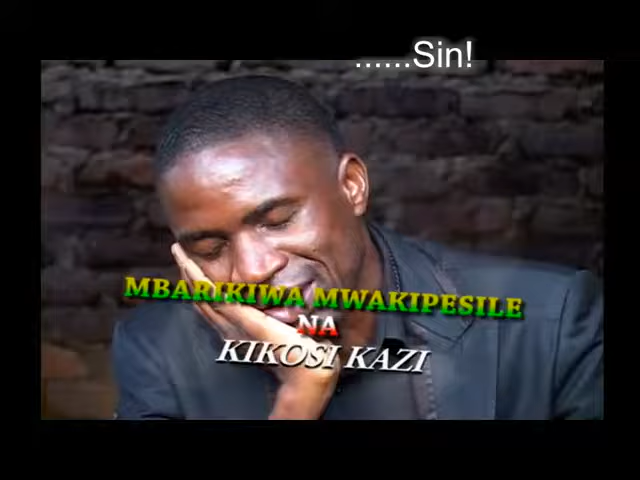 ......Sin!
MBARIKIWA MWAKIPESILE
NA
KIKOSI KAZI